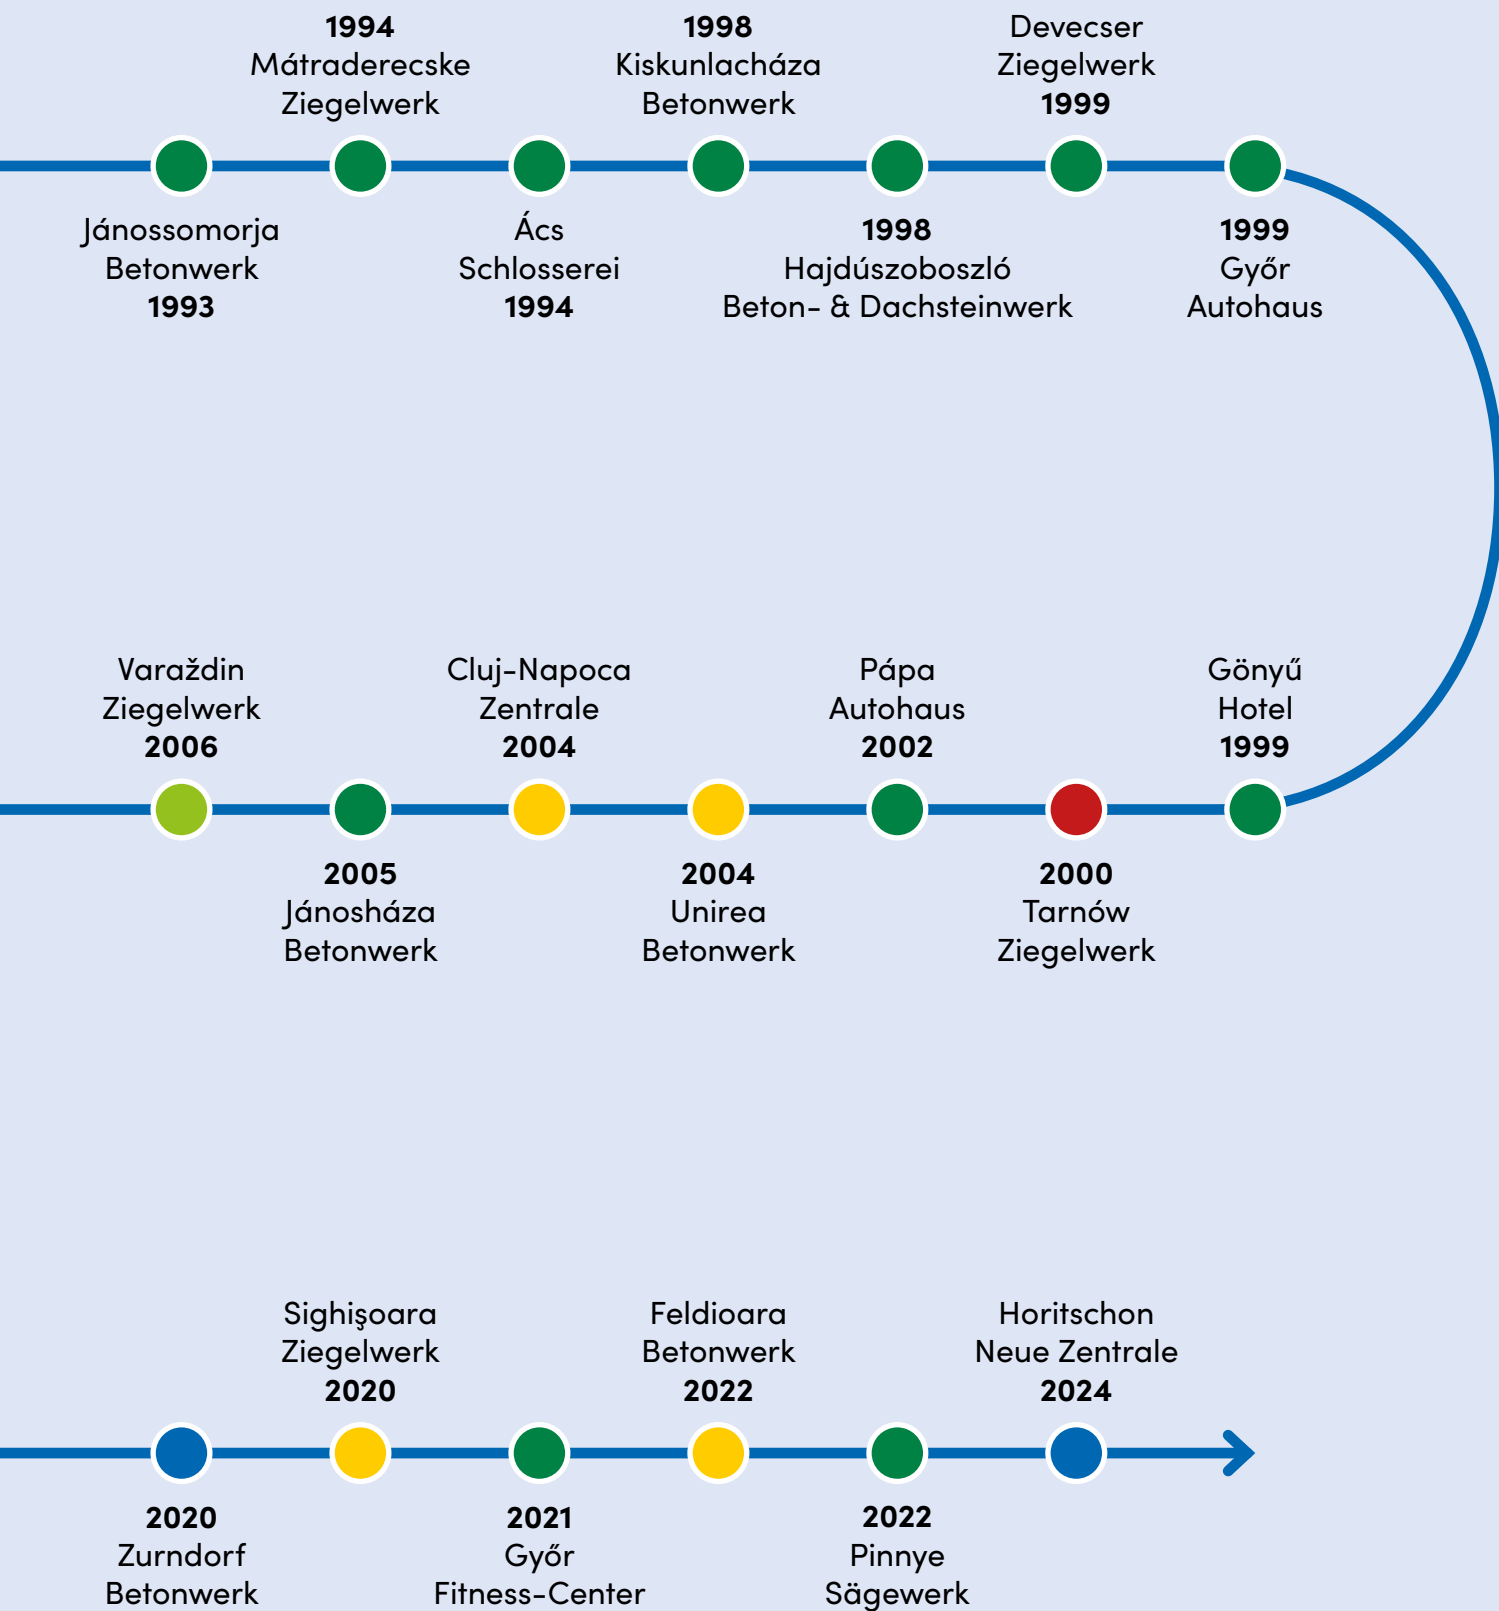 1994
Mátraderecske
Ziegelwerk
1998
Kiskunlacháza
Betonwerk
Devecser
Ziegelwerk
1999
Jánossomorja
Betonwerk
1993
Ács
Schlosserei
1994
1998
Hajdúszoboszló
Beton- & Dachsteinwerk
1999
Győr
Autohaus
Varaždin
Ziegelwerk
2006
Cluj-Napoca
Zentrale
2004
Pápa
Autohaus
2002
Gönyű
Hotel
1999
2005
Jánosháza
Betonwerk
2004
Unirea
Betonwerk
2000
Tarnów
Ziegelwerk
Sighişoara
Ziegelwerk
2020
Feldioara
Betonwerk
2022
Horitschon
Neue Zentrale
2024
2020
Zurndorf
Betonwerk
2021
Győr
Fitness-Center
2022
Pinnye
Sägewerk